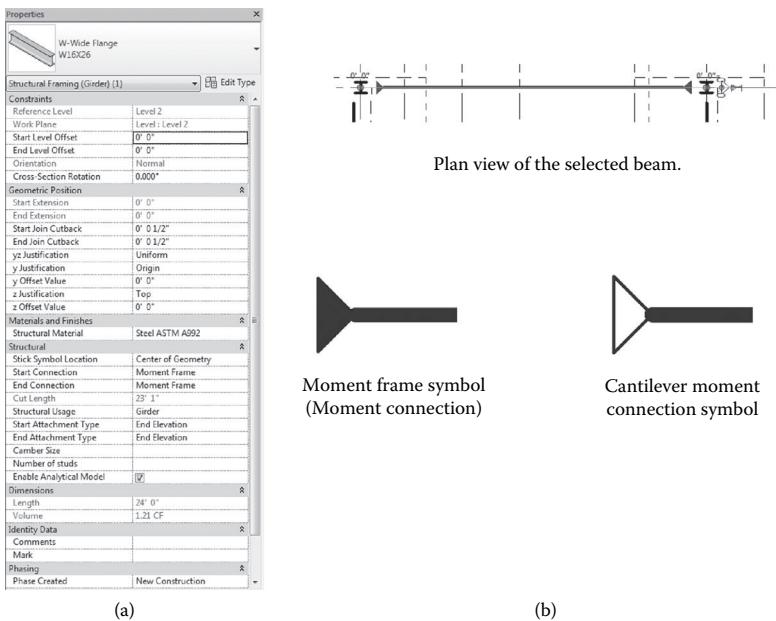 Properties
W-Wide Flange
W16X26
Structural Framing (Girder) (1)
Edit Type
Constraints
Reference Level Level 2
Work Plane Level : Level 2
Start Level Offset 0' 0"
End Level Offset 0' 0"
Orientation Normal
Cross-Section Rotation 0.000°
Geometric Position
Start Extension 0' 0"
End Extension 0' 0"
Start Join Cutback 0' 0 1/2"
End Join Cutback 0' 0 1/2"
yz Justification Uniform
y Justification Origin
y Offset Value 0' 0"
z Justification Top
z Offset Value 0' 0"
Materials and Finishes
Structural Material Steel ASTM A992
Structural
Stick Symbol Location Center of Geometry
Start Connection Moment Frame
End Connection Moment Frame
Cut Length 23' 1"
Structural Usage Girder
Start Attachment Type End Elevation
End Attachment Type End Elevation
Camber Size
Number of studs
Enable Analytical Model
Dimensions
Length 24' 0"
Volume 1.21 CF
Identity Data
Comments
Mark
Phasing
Phase Created New Construction
(a)
0' 0"
0' 0"
Plan view of the selected beam.
Moment frame symbol
(Moment connection)
Cantilever moment
connection symbol
(b)